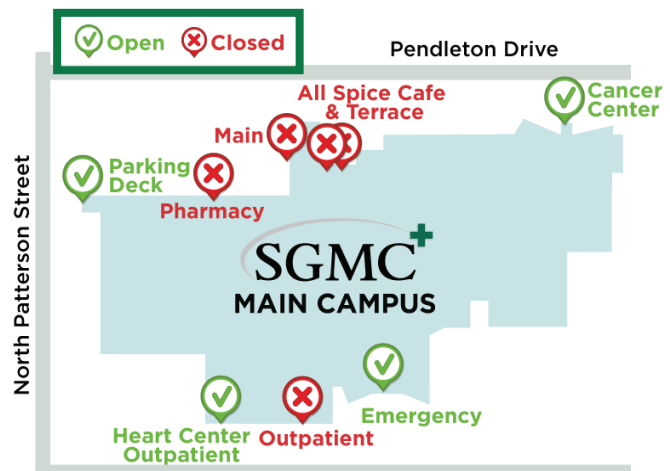 Open
Closed
Pendleton Drive
All Spice Cafe
& Terrace
Cancer
Center
Main
Parking
Deck
Pharmacy
North Patterson Street
SGMC
MAIN CAMPUS
Emergency
Heart Center
Outpatient
Outpatient